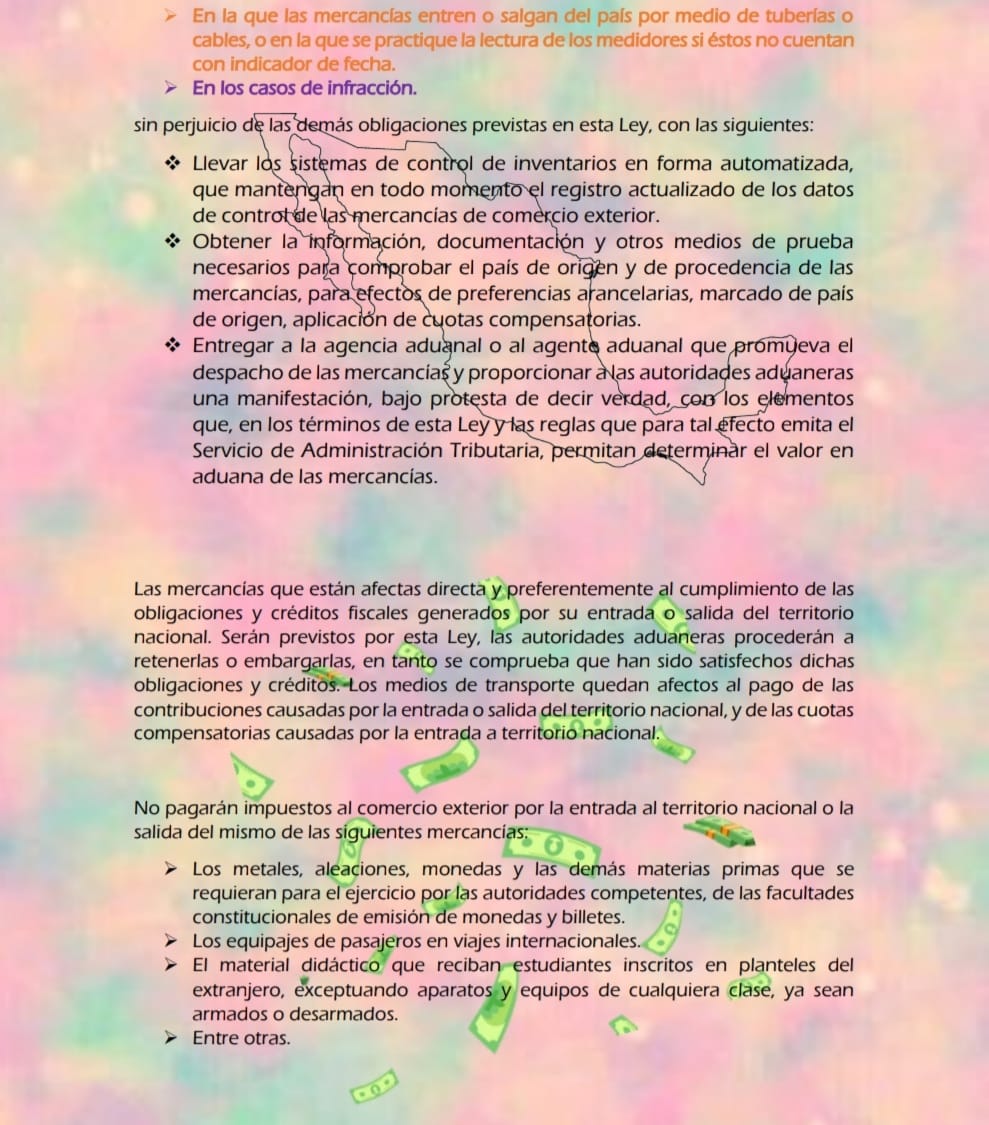 ➢ En la que las mercancías entren o salgan del país por medio de tuberías o
cables, o en la que se practique la lectura de los medidores si éstos no cuentan
con indicador de fecha.
➢ En los casos de infracción.
sin perjuicio de las demás obligaciones previstas en esta Ley, con las siguientes:
❖ Llevar los sistemas de control de inventarios en forma automatizada,
que mantengan en todo momento el registro actualizado de los datos
de control de las mercancías de comercio exterior.
❖ Obtener la información, documentación y otros medios de prueba
necesarios para comprobar el país de origen y de procedencia de las
mercancías, para efectos de preferencias arancelarias, marcado de país
de origen, aplicación de cuotas compensatorias.
❖ Entregar a la agencia aduanal o al agente aduanal que promueva el
despacho de las mercancías y proporcionar a las autoridades aduaneras
una manifestación, bajo protesta de decir verdad, con los elementos
que, en los términos de esta Ley y las reglas que para tal efecto emita el
Servicio de Administración Tributaria, permitan determinar el valor en
aduana de las mercancías.
Las mercancías que están afectas directa y preferentemente al cumplimiento de las
obligaciones y créditos fiscales generados por su entrada o salida del territorio
nacional. Serán previstos por esta Ley, las autoridades aduaneras procederán a
retenerlas o embargarlas, en tanto se comprueba que han sido satisfechos dichas
obligaciones y créditos. Los medios de transporte quedan afectos al pago de las
contribuciones causadas por la entrada o salida del territorio nacional, y de las cuotas
compensatorias causadas por la entrada a territorio nacional.
No pagarán impuestos al comercio exterior por la entrada al territorio nacional o la
salida del mismo de las siguientes mercancías:
➢ Los metales, aleaciones, monedas y las demás materias primas que se
requieran para el ejercicio por las autoridades competentes, de las facultades
constitucionales de emisión de monedas y billetes.
➢ Los equipajes de pasajeros en viajes internacionales.
➢ El material didáctico que reciban estudiantes inscritos en planteles del
extranjero, exceptuando aparatos y equipos de cualquiera clase, ya sean
armados o desarmados.
➢ Entre otras.